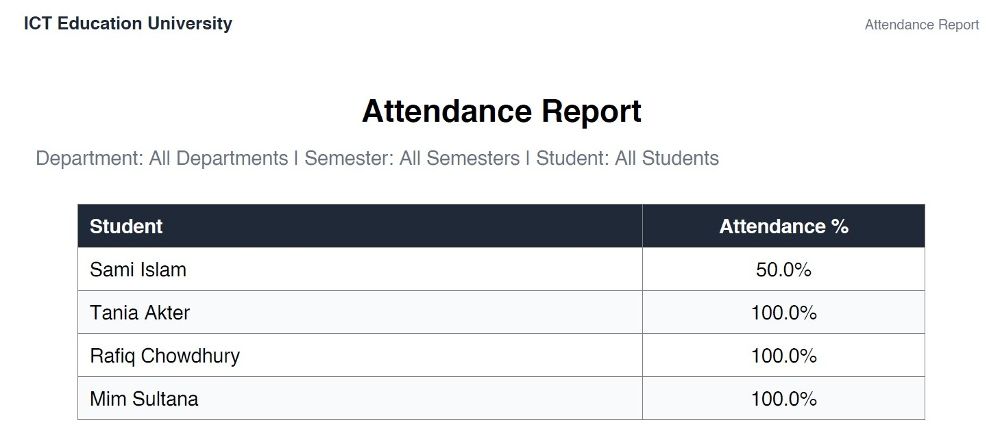 ICT Education University Attendance Report
Attendance Report
Department: All Departments | Semester: All Semesters | Student: All Students
Student Attendance %
Sami Islam 50.0%
Tania Akter 100.0%
Rafiq Chowdhury 100.0%
Mim Sultana 100.0%